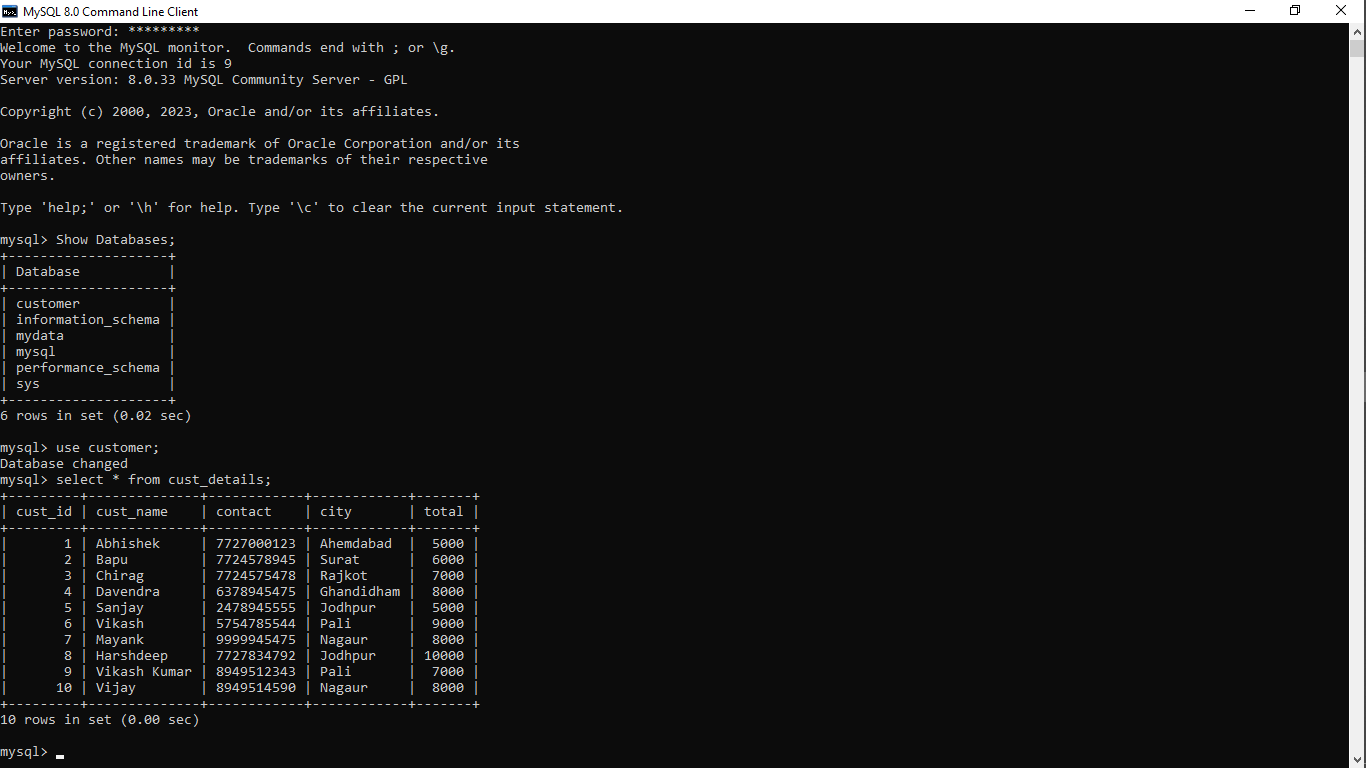 MySQL 8.0 Command Line Client
Enter password: *********
Welcome to the MySQL monitor.  Commands end with ; or \g.
Your MySQL connection id is 9
Server version: 8.0.33 MySQL Community Server - GPL

Copyright (c) 2000, 2023, Oracle and/or its affiliates.

Oracle is a registered trademark of Oracle Corporation and/or its
affiliates. Other names may be trademarks of their respective
owners.

Type 'help;' or '\h' for help. Type '\c' to clear the current input statement.

mysql> Show Databases;
+--------------------+
| Database           |
+--------------------+
| customer           |
| information_schema |
| mydata             |
| mysql              |
| performance_schema |
| sys                |
+--------------------+
6 rows in set (0.02 sec)

mysql> use customer;
Database changed
mysql> select * from cust_details;
+---------+--------------+------------+------------+-------+
| cust_id | cust_name    | contact    | city       | total |
+---------+--------------+------------+------------+-------+
|       1 | Abhishek     | 7727000123 | Ahemdabad  |  5000 |
|       2 | Bapu         | 7724578945 | Surat      |  6000 |
|       3 | Chirag       | 7724575478 | Rajkot     |  7000 |
|       4 | Davendra     | 6378945475 | Ghandidham |  8000 |
|       5 | Sanjay       | 2478945555 | Jodhpur    |  5000 |
|       6 | Vikash       | 5754785544 | Pali       |  9000 |
|       7 | Mayank       | 9999945475 | Nagaur     |  8000 |
|       8 | Harshdeep    | 7727834792 | Jodhpur    | 10000 |
|       9 | Vikash Kumar | 8949512343 | Pali       |  7000 |
|      10 | Vijay        | 8949514590 | Nagaur     |  8000 |
+---------+--------------+------------+------------+-------+
10 rows in set (0.00 sec)

mysql> _